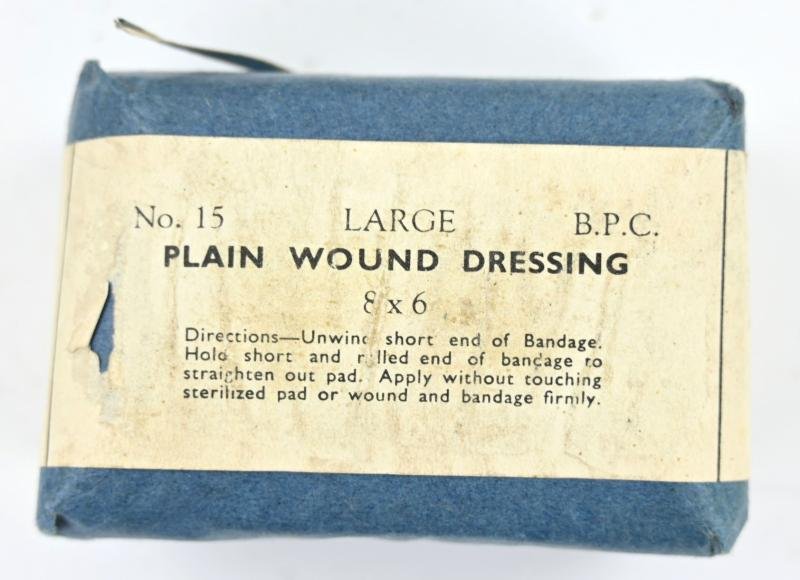 No. 15 LARGE B.P.C.
PLAIN WOUND DRESSING
8 x 6
Directions—Unwind short end of Bandage.
Hold short and rolled end of bandage to
straighten out pad. Apply without touching
sterilized pad or wound and bandage firmly.